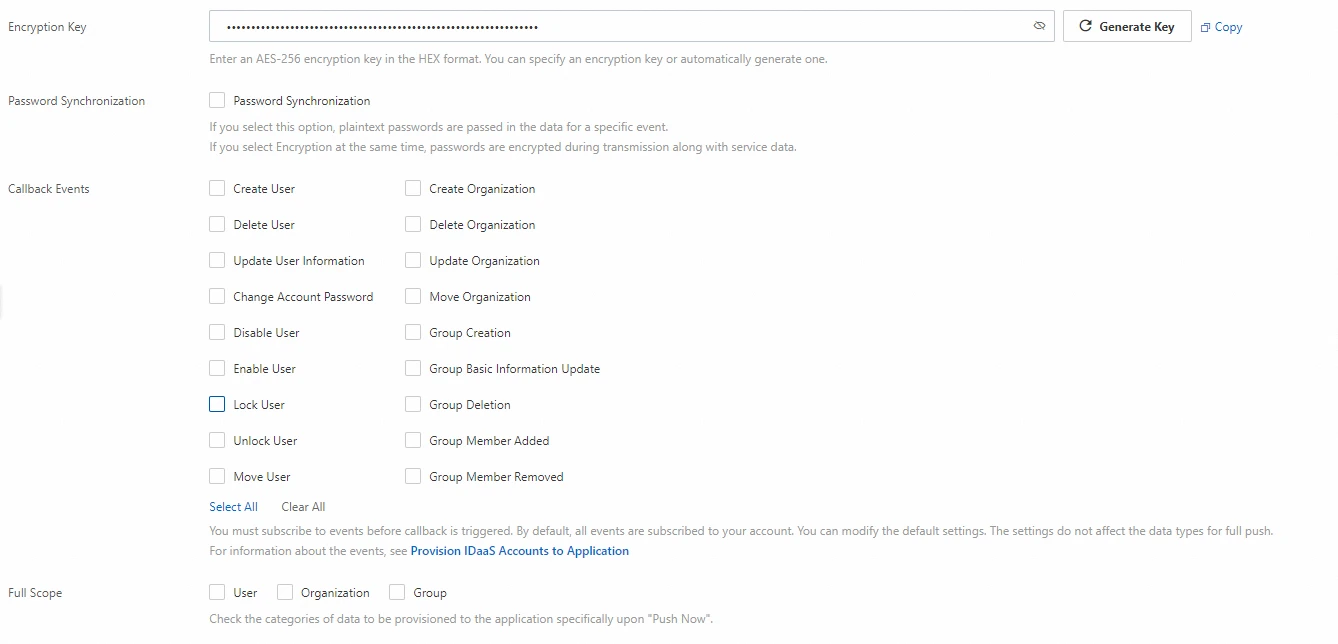 Encryption Key
Generate Key
Copy
Enter an AES-256 encryption key in the HEX format. You can specify an encryption key or automatically generate one.
Password Synchronization
Password Synchronization
If you select this option, plaintext passwords are passed in the data for a specific event.
If you select Encryption at the same time, passwords are encrypted during transmission along with service data.
Callback Events
Create User
Create Organization
Delete User
Delete Organization
Update User Information
Update Organization
Change Account Password
Move Organization
Disable User
Group Creation
Enable User
Group Basic Information Update
Lock User
Group Deletion
Unlock User
Group Member Added
Move User
Group Member Removed
Select All
Clear All
You must subscribe to events before callback is triggered. By default, all events are subscribed to your account. You can modify the default settings. The settings do not affect the data types for full push.
For information about the events, see Provision IDaaS Accounts to Application
Full Scope
User
Organization
Group
Check the categories of data to be provisioned to the application specifically upon "Push Now".